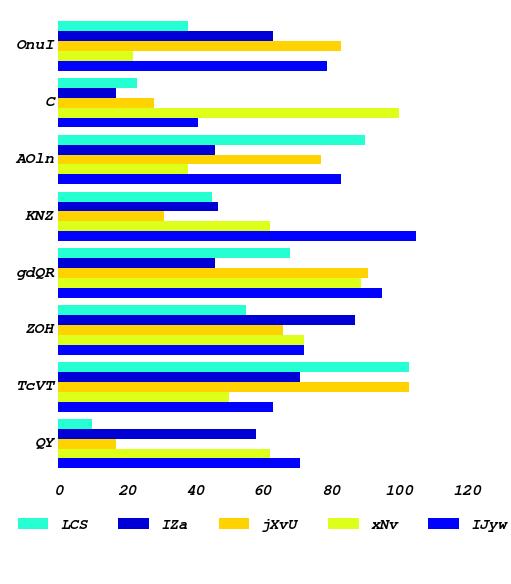 OnuI
C
AOln
KNZ
gdQR
ZOH
TcVT
QY
0 20 40 60 80 100 120
LCS IZa jXvU xNv IJyw